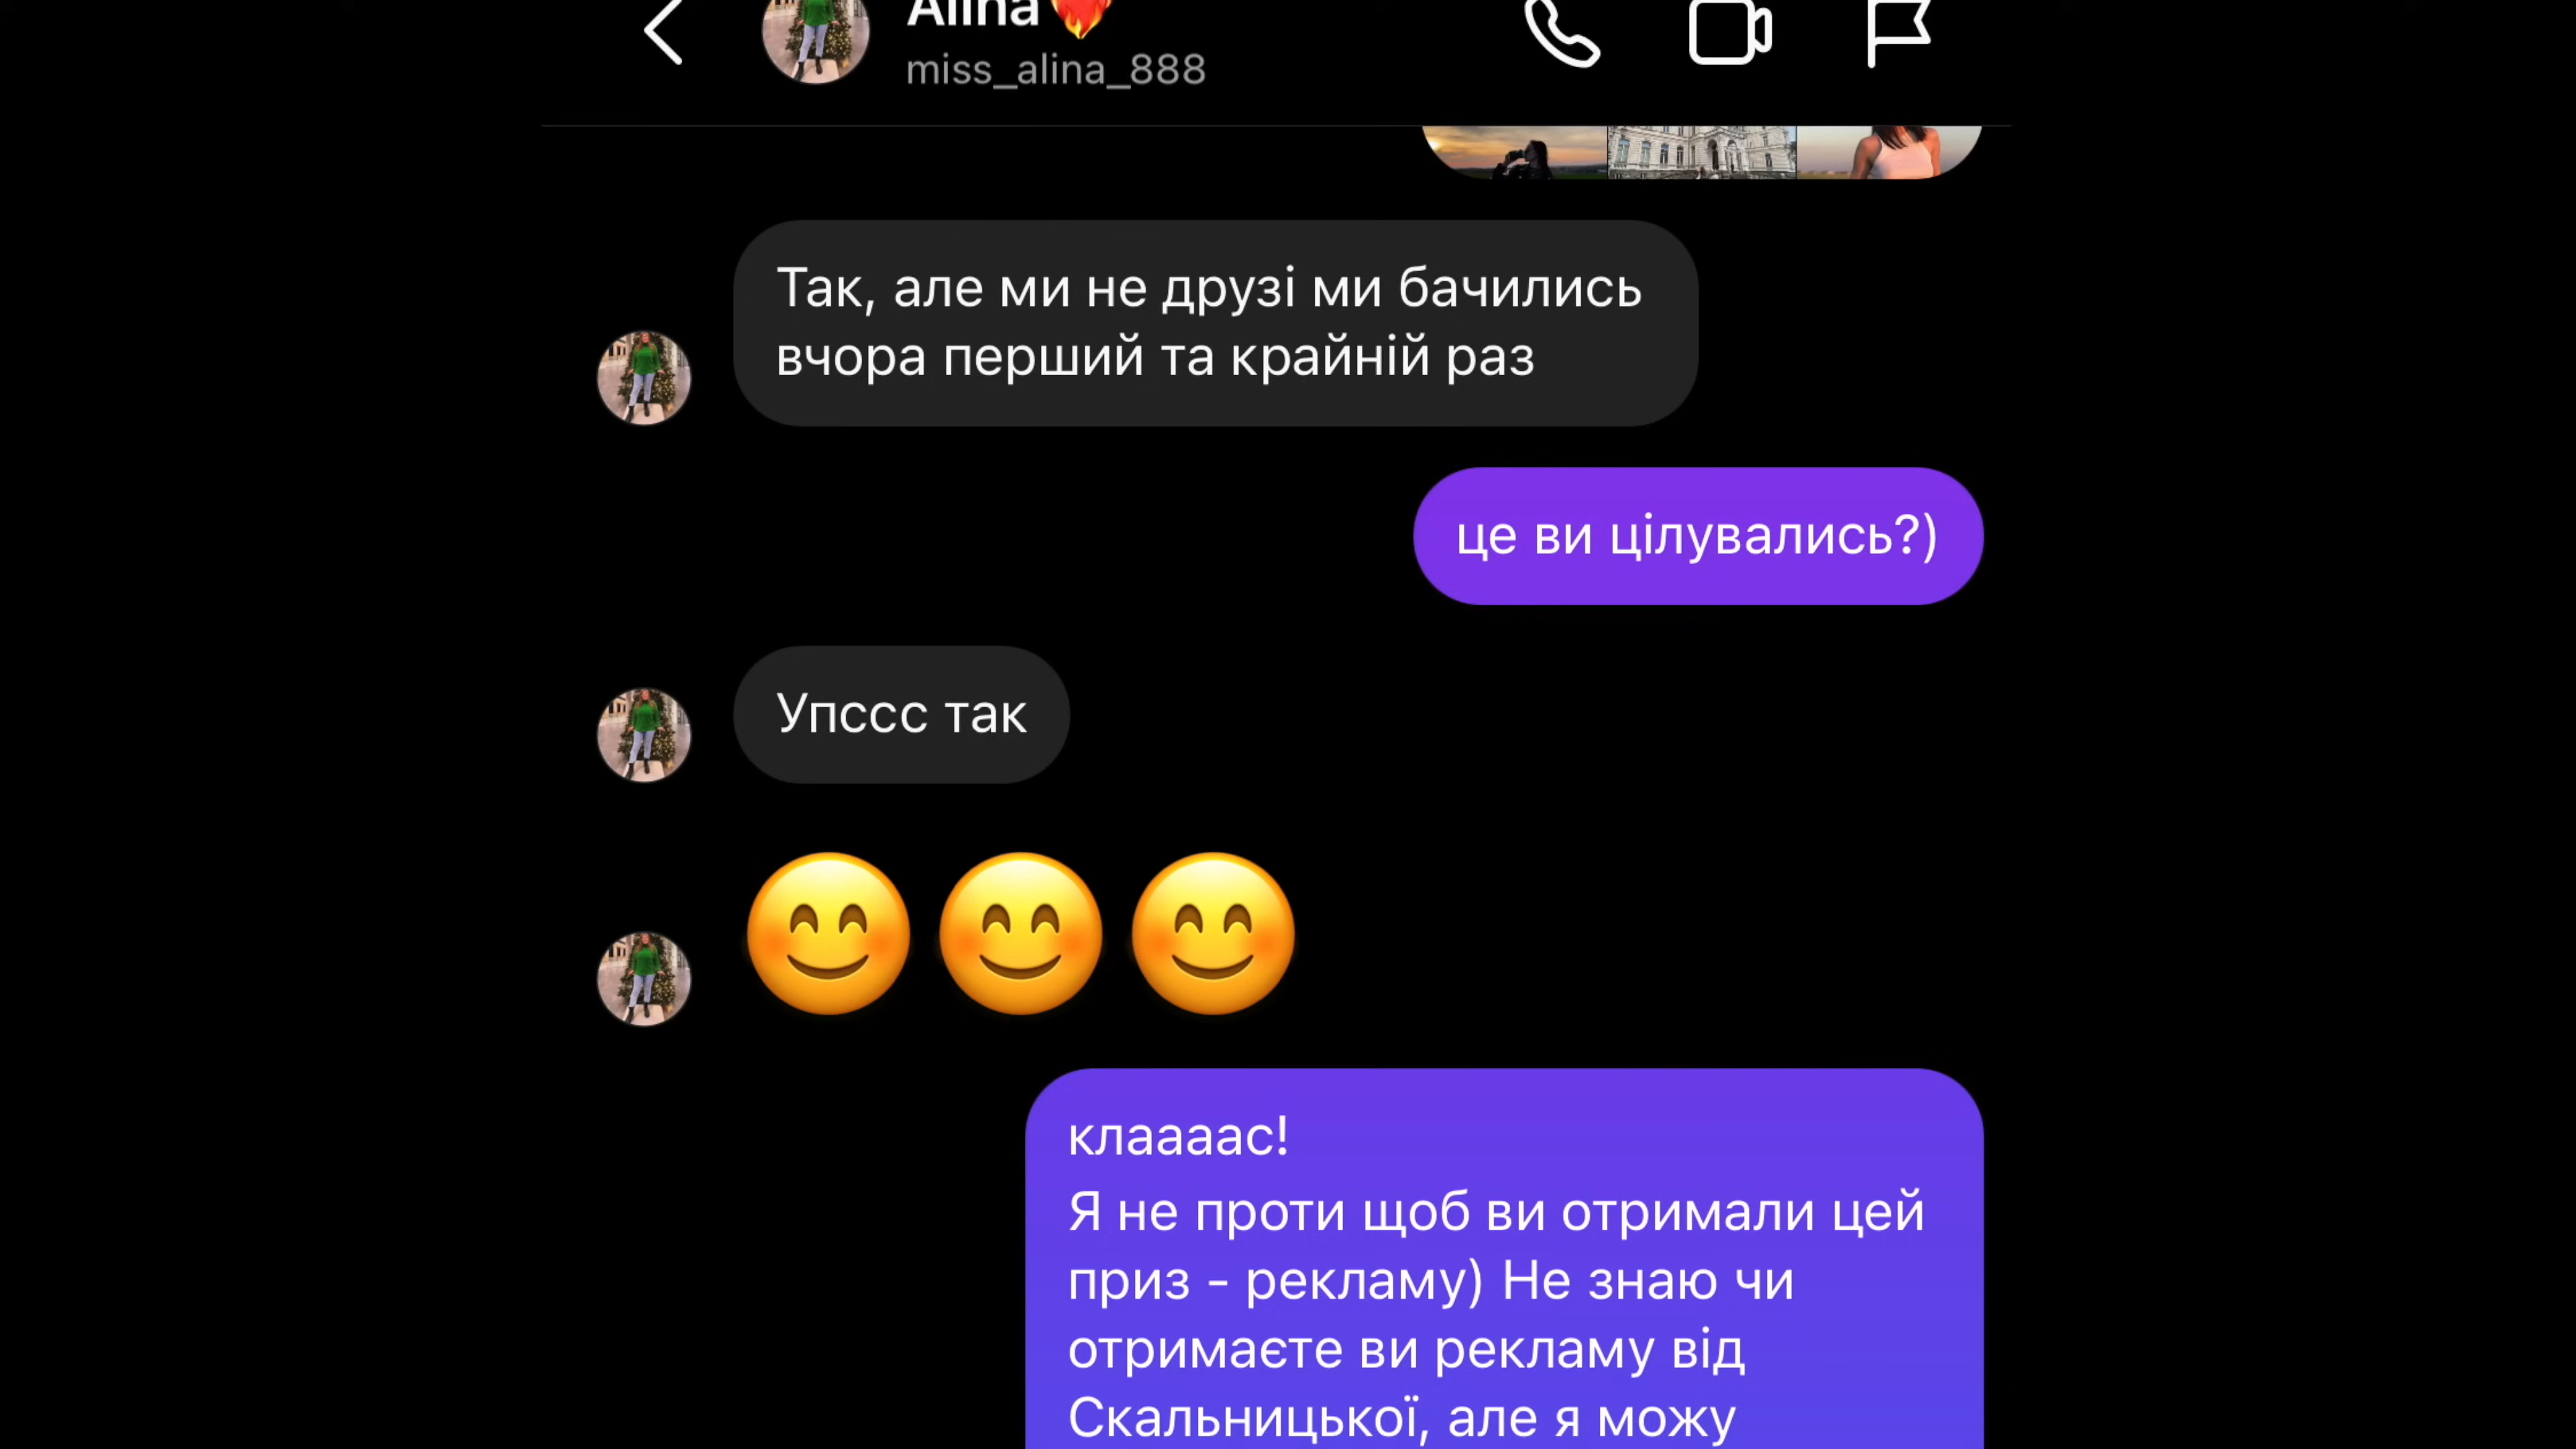 Alina
miss_alina_888
Так, але ми не друзі ми бачились
вчора перший та крайній раз
це ви цілувались?)
Упссс так
😊😊😊
клаааас!
Я не проти щоб ви отримали цей
приз - рекламу) Не знаю чи
отримаєте ви рекламу від
Скальницької, але я можу